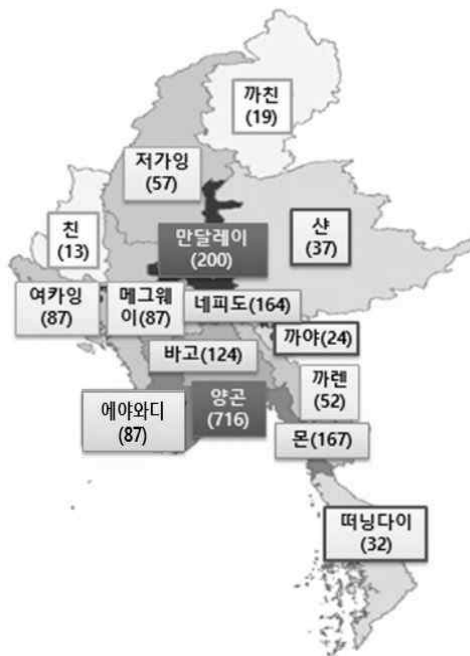 까친
(19)
저가잉
(57)
친
(13)
만달레이
(200)
샨
(37)
여카잉
(87)
메그웨
이(87)
네피도(164)
까야(24)
바고(124)
까렌
(52)
에야와디
(87)
양곤
(716)
몬(167)
떠닝다이
(32)